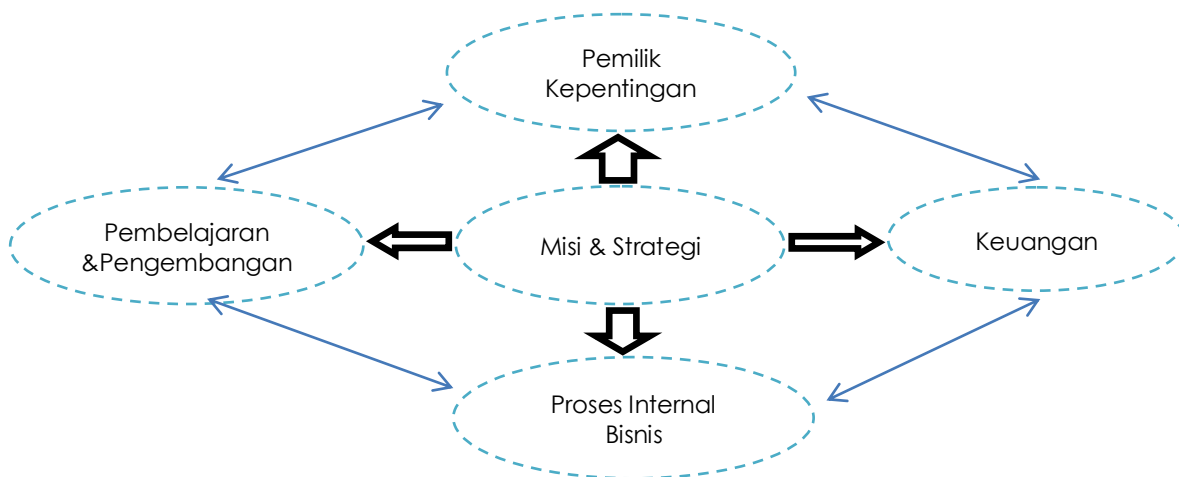 Pemilik
Kepentingan
Pembelajaran
&Pengembangan
Misi & Strategi
Keuangan
Proses Internal
Bisnis